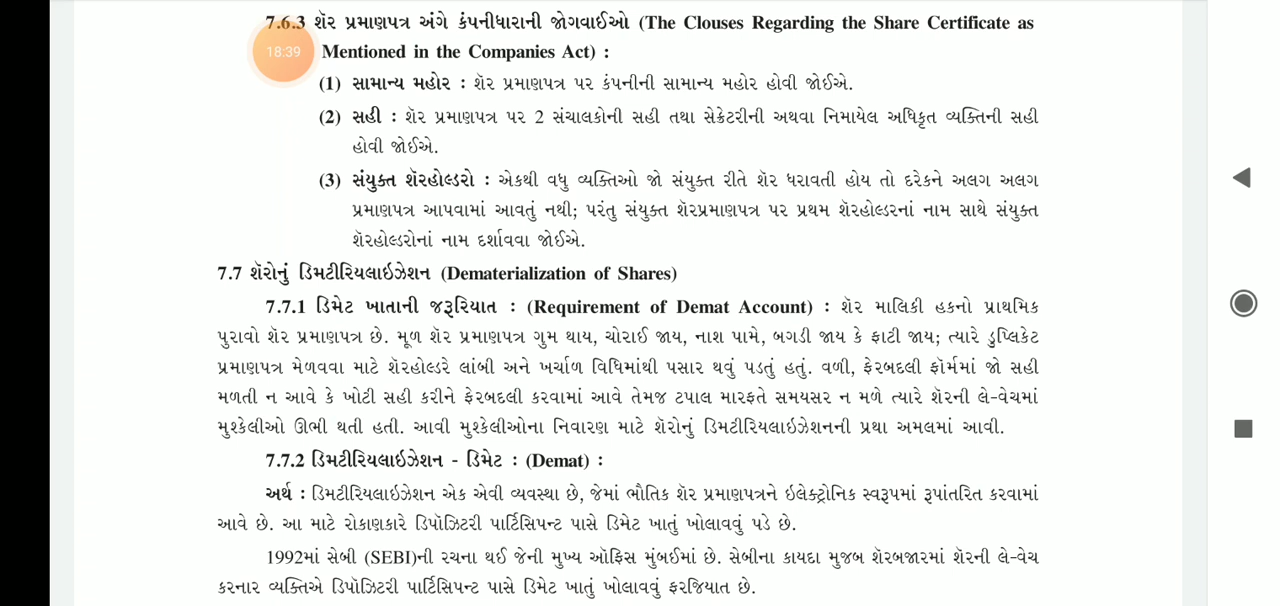 7.6.3 શૅર પ્રમાણપત્ર અંગે કંપનીધારાની જોગવાઈઓ (The Clouses Regarding the Share Certificate as
18:39
Mentioned in the Companies Act) :
(1) સામાન્ય મહોર : શૅર પ્રમાણપત્ર પર કંપનીની સામાન્ય મહોર હોવી જોઈએ.
(2) સહી : શૅર પ્રમાણપત્ર પર 2 સંચાલકોની સહી તથા સેક્રેટરીની અથવા નિમાયેલ અધિકૃત વ્યક્તિની સહી
હોવી જોઈએ.
(3) સંયુક્ત શૅરહોલ્ડરો : એકથી વધુ વ્યક્તિઓ જો સંયુક્ત રીતે શૅર ધરાવતી હોય તો દરેકને અલગ અલગ
પ્રમાણપત્ર આપવામાં આવતું નથી; પરંતુ સંયુક્ત શૅરપ્રમાણપત્ર પર પ્રથમ શૅરહોલ્ડરનાં નામ સાથે સંયુક્ત
શૅરહોલ્ડરોનાં નામ દર્શાવવા જોઈએ.
7.7 શૅરોનું ડિમટીરિયલાઇઝેશન (Dematerialization of Shares)
7.7.1 ડિમેટ ખાતાની જરૂરિયાત : (Requirement of Demat Account) : શૅર માલિકી હકનો પ્રાથમિક
પુરાવો શૅર પ્રમાણપત્ર છે. મૂળ શૅર પ્રમાણપત્ર ગુમ થાય, ચોરાઈ જાય, નાશ પામે, બગડી જાય કે ફાટી જાય; ત્યારે ડુપ્લિકેટ
પ્રમાણપત્ર મેળવવા માટે શૅરહોલ્ડરે લાંબી અને ખર્ચાળ વિધિમાંથી પસાર થવું પડતું હતું. વળી, ફેરબદલી ફૉર્મમાં જો સહી
મળતી ન આવે કે ખોટી સહી કરીને ફેરબદલી કરવામાં આવે તેમજ ટપાલ મારફતે સમયસર ન મળે ત્યારે શૅરની લે-વેચમાં
મુશ્કેલીઓ ઊભી થતી હતી. આવી મુશ્કેલીઓના નિવારણ માટે શૅરોનું ડિમટીરિયલાઇઝેશનની પ્રથા અમલમાં આવી.
7.7.2 ડિમટીરિયલાઇઝેશન - ડિમેટ : (Demat) :
અર્થ : ડિમટીરિયલાઇઝેશન એક એવી વ્યવસ્થા છે, જેમાં ભૌતિક શૅર પ્રમાણપત્રને ઇલેક્ટ્રોનિક સ્વરૂપમાં રૂપાંતરિત કરવામાં
આવે છે. આ માટે રોકાણકારે ડિપૉઝિટરી પાર્ટિસિપન્ટ પાસે ડિમેટ ખાતું ખોલાવવું પડે છે.
1992માં સેબી (SEBI)ની રચના થઈ જેની મુખ્ય ઑફિસ મુંબઈમાં છે. સેબીના કાયદા મુજબ શૅરબજારમાં શૅરની લે-વેચ
કરનાર વ્યક્તિએ ડિપૉઝિટરી પાર્ટિસિપન્ટ પાસે ડિમેટ ખાતું ખોલાવવું ફરજિયાત છે.